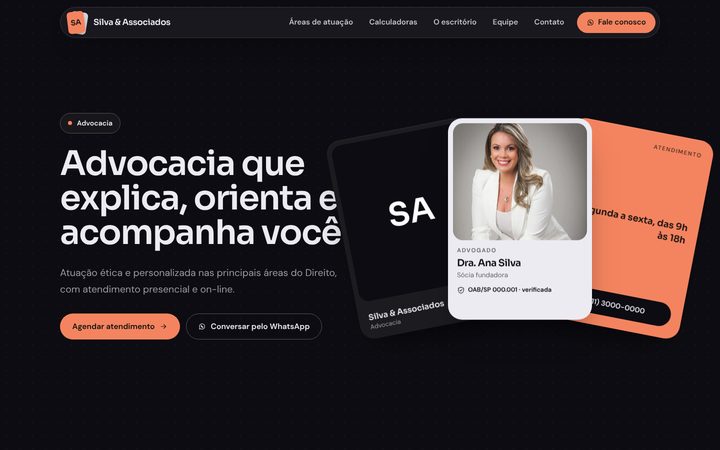 SA Silva & Associados
Áreas de atuação
Calculadoras
O escritório
Equipe
Contato
Fale conosco
Advocacia
Advocacia que
explica, orienta e
acompanha você
Atuação ética e personalizada nas principais áreas do Direito,
com atendimento presencial e on-line.
Agendar atendimento →
Conversar pelo WhatsApp
SA
Silva & Associados
Advocacia
ADVOGADO
Dra. Ana Silva
Sócia fundadora
OAB/SP 000.001 · verificada
ATENDIMENTO
a sexta, das 9h
às 18h
3000-0000